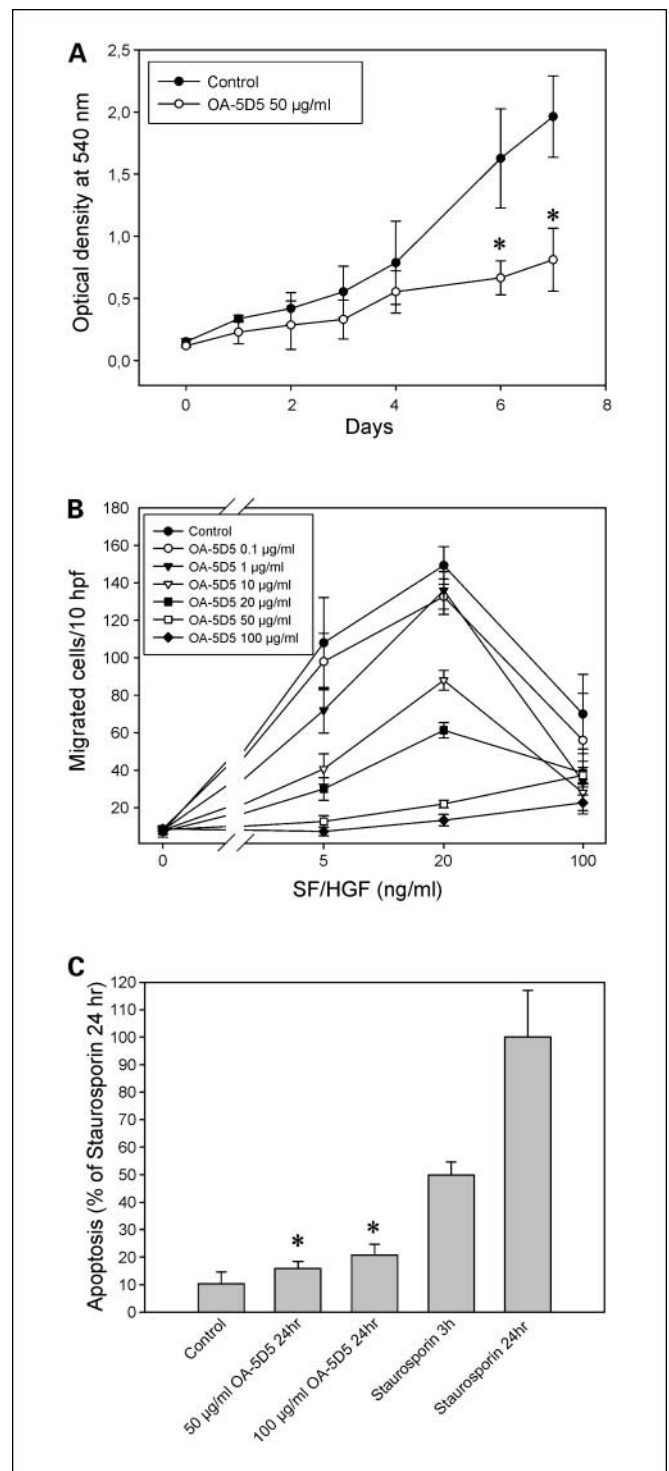 A
Optical density at 540 nm
2,5
2,0
1,5
1,0
0,5
0,0
Control
OA-5D5 50 µg/ml
*
*
0 2 4 6 8
Days
B
Migrated cells/10 hpf
180
160
140
120
100
80
60
40
20
Control
OA-5D5 0.1 µg/ml
OA-5D5 1 µg/ml
OA-5D5 10 µg/ml
OA-5D5 20 µg/ml
OA-5D5 50 µg/ml
OA-5D5 100 µg/ml
0 5 20 100
SF/HGF (ng/ml)
C
Apoptosis (% of Staurosporin 24 hr)
120
110
100
90
80
70
60
50
40
30
20
10
0
*
*
Control
50 µg/ml OA-5D5 24hr
100 µg/ml OA-5D5 24hr
Staurosporin 3h
Staurosporin 24hr